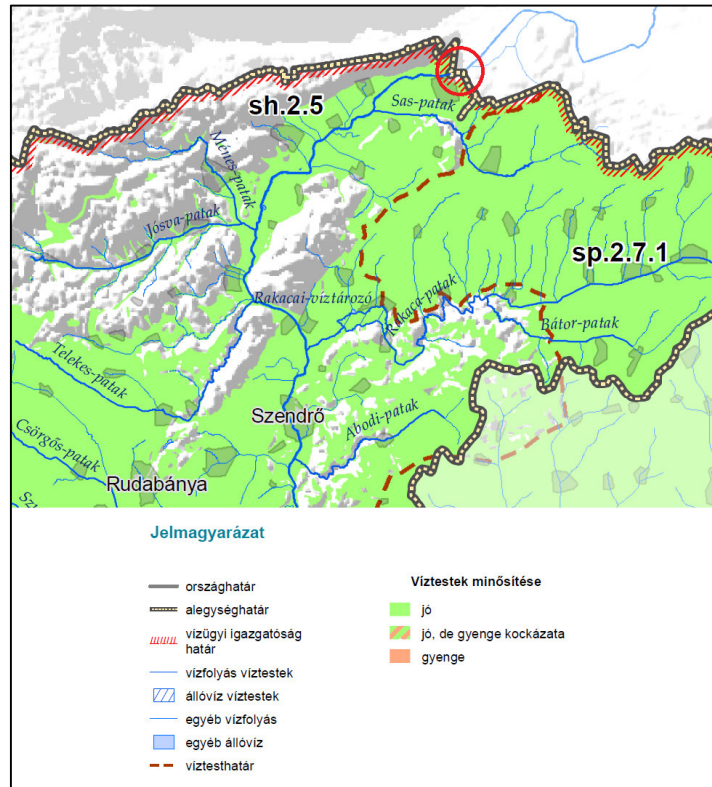 sh.2.5
Sas-patak
Ménes-patak
Jósva-patak
sp.2.7.1
Rakacai-víztározó
Rakaca-patak
Bátor-patak
Telekes-patak
Szendrő
Abodi-patak
Csörgős-patak
Rudabánya
Szu
Jelmagyarázat
országhatár
alegységhatár
vízügyi igazgatóság
határ
vízfolyás víztestek
állóvíz víztestek
egyéb vízfolyás
egyéb állóvíz
víztesthatár
Víztestek minősítése
jó
jó, de gyenge kockázata
gyenge